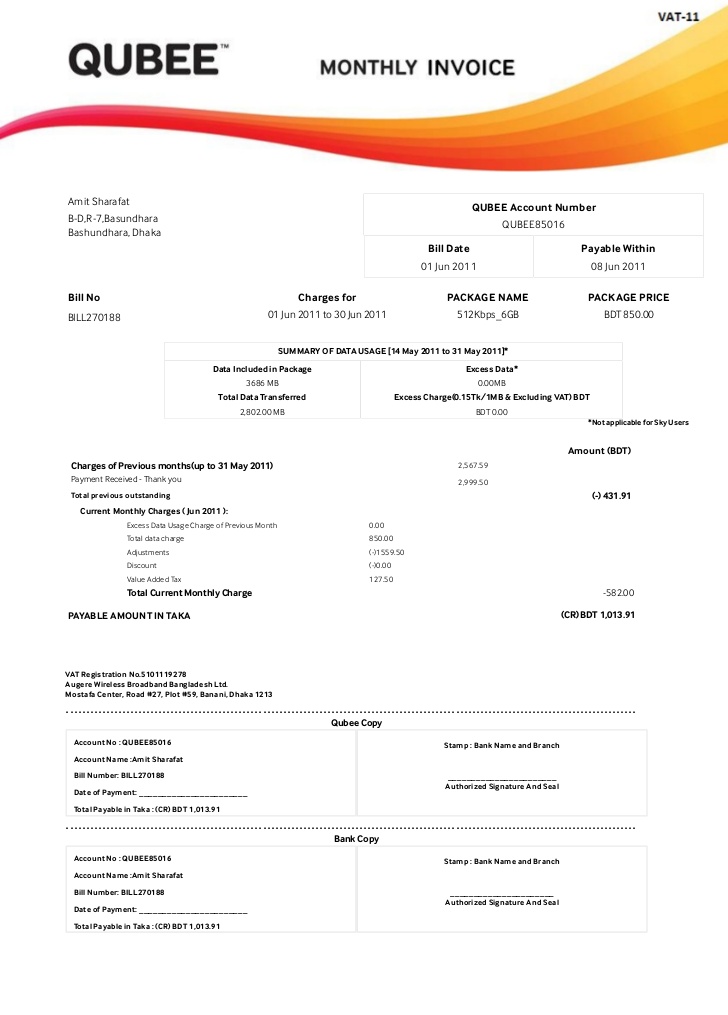 VAT-11
QUBEE™
MONTHLY INVOICE
Amit Sharafat
B-D,R-7,Basundhara
Bashundhara, Dhaka
QUBEE Account Number
QUBEE85016
Bill Date Payable Within
01 Jun 2011 08 Jun 2011
Bill No Charges for PACKAGE NAME PACKAGE PRICE
BILL270188 01 Jun 2011 to 30 Jun 2011 512Kbps_6GB BDT 850.00
SUMMARY OF DATA USAGE [14 May 2011 to 31 May 2011]*
Data Included in Package Excess Data*
3686 MB 0.00MB
Total Data Transferred Excess Charge(0.15Tk/1MB & Excluding VAT) BDT
2,802.00 MB BDT 0.00
*Not applicable for Sky Users
Amount (BDT)
Charges of Previous months(up to 31 May 2011) 2,567.59
Payment Received - Thank you 2,999.50
Total previous outstanding (-) 431.91
Current Monthly Charges ( Jun 2011 ):
Excess Data Usage Charge of Previous Month 0.00
Total data charge 850.00
Adjustments (-)1559.50
Discount (-)0.00
Value Added Tax 127.50
Total Current Monthly Charge -582.00
PAYABLE AMOUNT IN TAKA (CR) BDT 1,013.91
VAT Registration No.5101119278
Augere Wireless Broadband Bangladesh Ltd.
Mostafa Center, Road #27, Plot #59, Banani, Dhaka 1213
Qubee Copy
Account No : QUBEE85016 Stamp : Bank Name and Branch
Account Name :Amit Sharafat
Bill Number: BILL270188
Date of Payment: ________________________ Authorized Signature And Seal
Total Payable in Taka : (CR) BDT 1,013.91
Bank Copy
Account No : QUBEE85016 Stamp : Bank Name and Branch
Account Name :Amit Sharafat
Bill Number: BILL270188
Date of Payment: ________________________ Authorized Signature And Seal
Total Payable in Taka : (CR) BDT 1,013.91